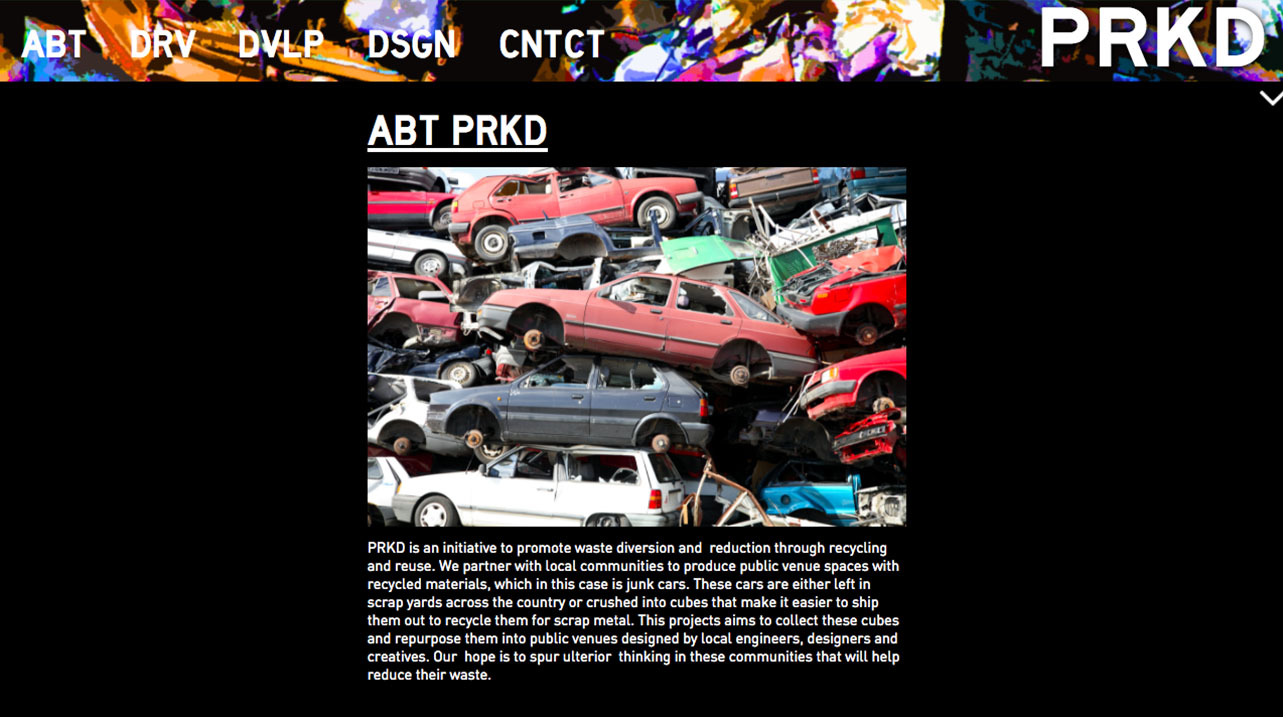 ABT DRV DVLP DSGN CNTCT PRKD
ABT PRKD
PRKD is an initiative to promote waste diversion and  reduction through recycling
and reuse. We partner with local communities to produce public venue spaces with
recycled materials, which in this case is junk cars. These cars are either left in
scrap yards across the country or crushed into cubes that make it easier to ship
them out to recycle them for scrap metal. This projects aims to collect these cubes
and repurpose them into public venues designed by local engineers, designers and
creatives. Our  hope is to spur ulterior  thinking in these communities that will help
reduce their waste.